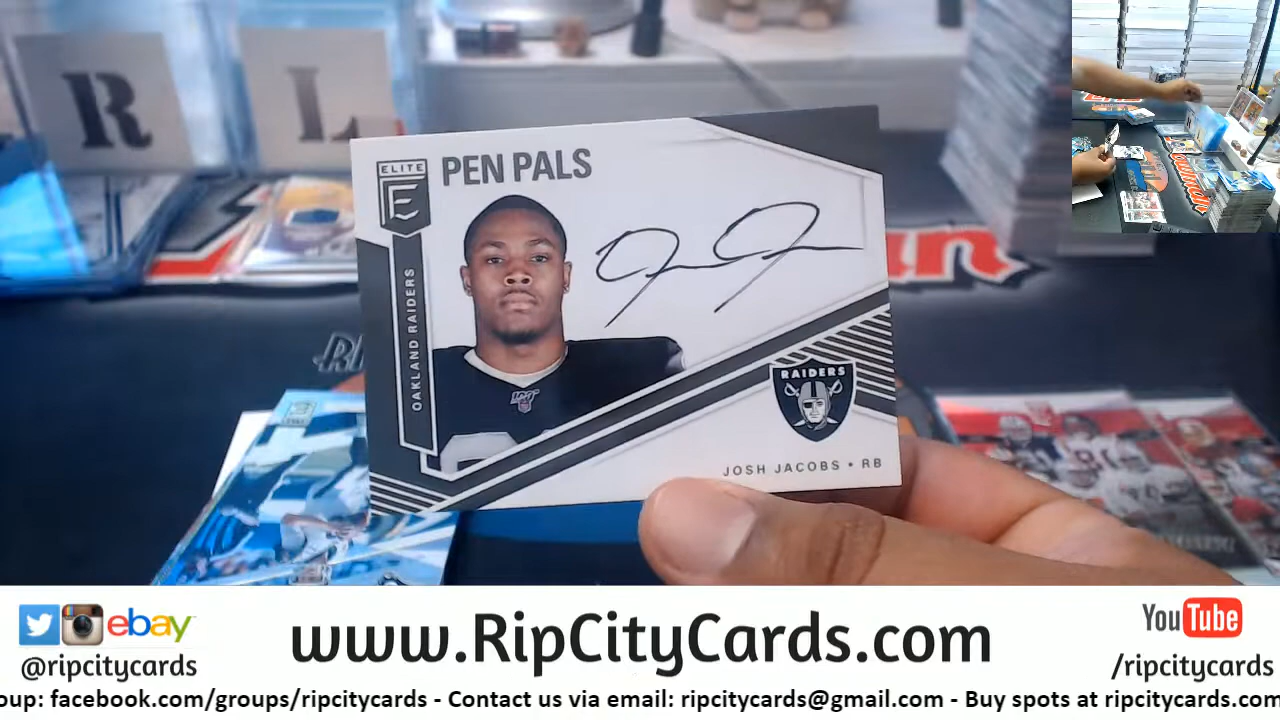 R L
ELITE
E
PEN PALS
OAKLAND RAIDERS
RAIDERS
JOSH JACOBS • RB
ebay
@ripcitycards
www.RipCityCards.com
YouTube
/ripcitycards
oup: facebook.com/groups/ripcitycards - Contact us via email: ripcitycards@gmail.com - Buy spots at ripcitycards.com